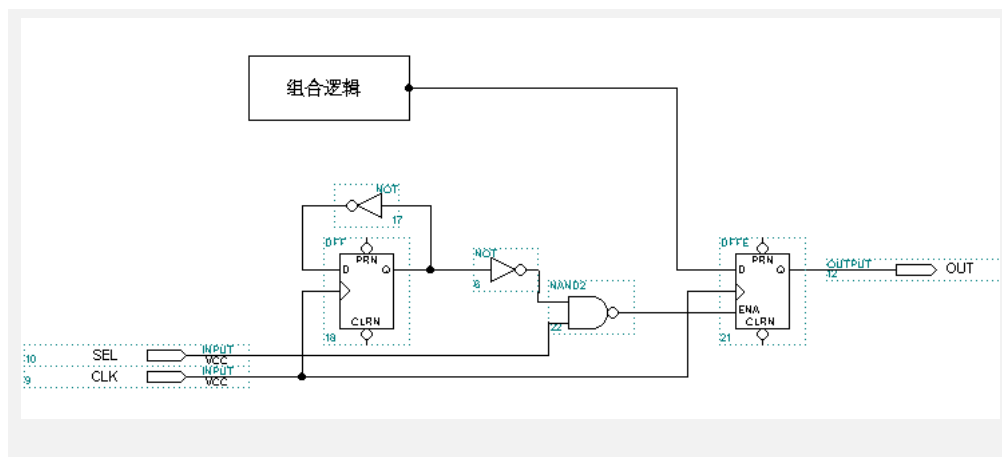 组合逻辑
NOT
17
DFF
PRN
D
Q
CLRN
18
NOT
6
NAND2
22
DFFE
PRN
D
Q
ENA
CLRN
21
OUTPUT
12
OUT
10
SEL
INPUT
VCC
9
CLK
INPUT
VCC